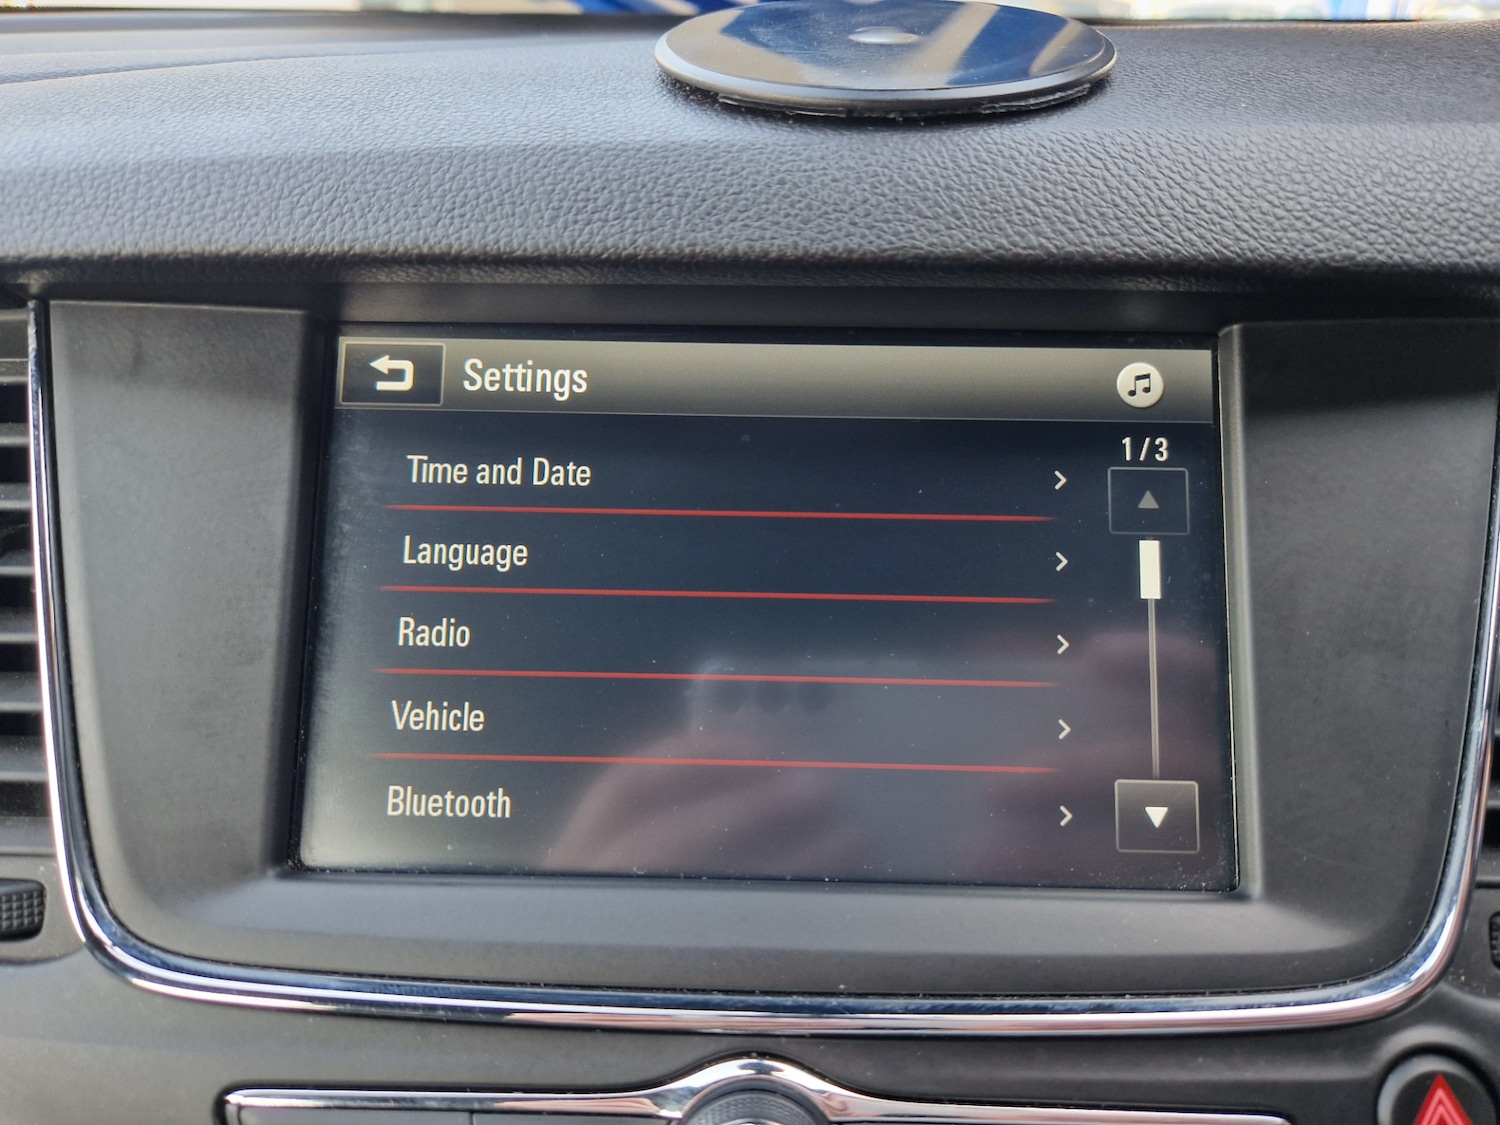 Settings
1/3
Time and Date
Language
Radio
Vehicle
Bluetooth